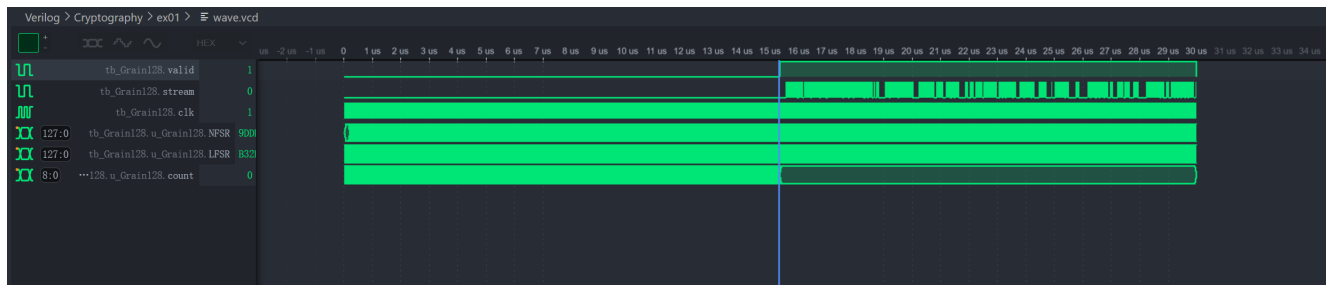 Verilog > Cryptography > ex01 > wave.vcd
HEX
us -2 us -1 us 0 1 us 2 us 3 us 4 us 5 us 6 us 7 us 8 us 9 us 10 us 11 us 12 us 13 us 14 us 15 us 16 us 17 us 18 us 19 us 20 us 21 us 22 us 23 us 24 us 25 us 26 us 27 us 28 us 29 us 30 us 31 us 32 us 33 us 34 us
tb_Grain128.valid 1
tb_Grain128.stream 0
tb_Grain128.clk 1
127:0 tb_Grain128.u_Grain128.NFSR 9DD
127:0 tb_Grain128.u_Grain128.LFSR B32
8:0 ···128.u_Grain128.count 0